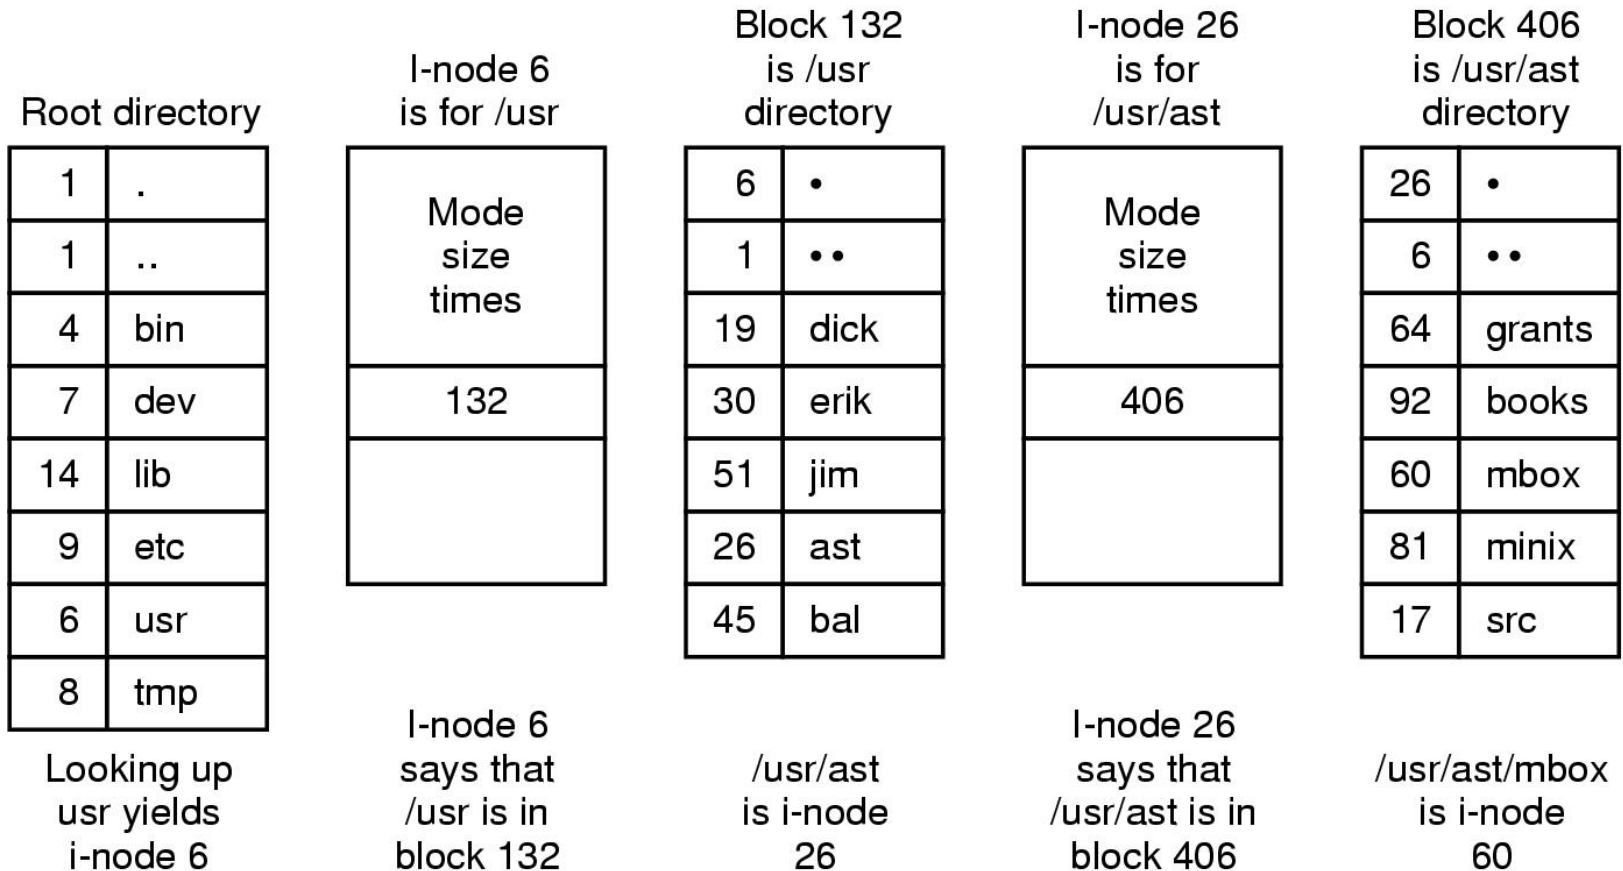 Root directory
1 .
1 ..
4 bin
7 dev
14 lib
9 etc
6 usr
8 tmp
Looking up
usr yields
i-node 6
I-node 6
is for /usr
Mode
size
times
132
I-node 6
says that
/usr is in
block 132
Block 132
is /usr
directory
6 •
1 ••
19 dick
30 erik
51 jim
26 ast
45 bal
/usr/ast
is i-node
26
I-node 26
is for
/usr/ast
Mode
size
times
406
I-node 26
says that
/usr/ast is in
block 406
Block 406
is /usr/ast
directory
26 •
6 ••
64 grants
92 books
60 mbox
81 minix
17 src
/usr/ast/mbox
is i-node
60